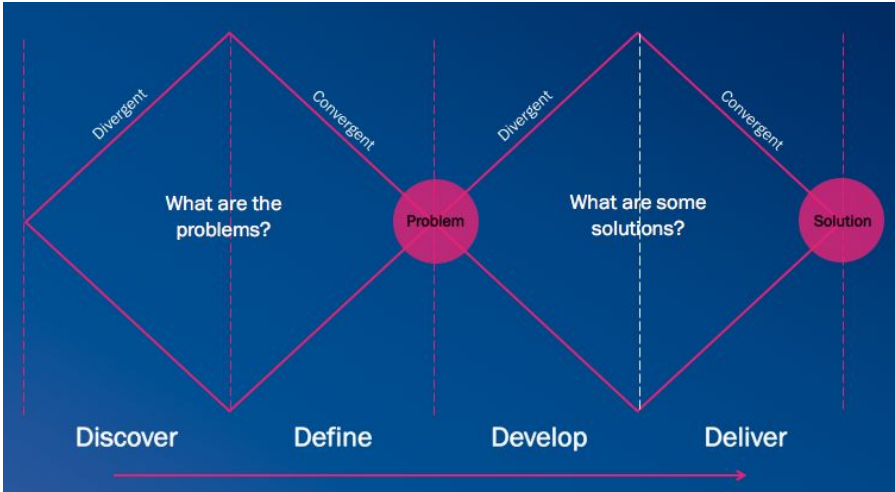 Divergent
Convergent
Divergent
Convergent
What are the
problems?
Problem
What are some
solutions?
Solution
Discover
Define
Develop
Deliver